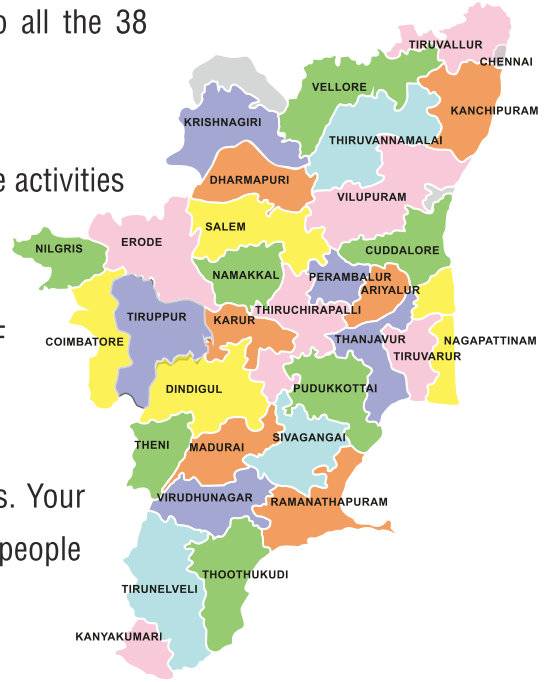 o all the 38
e activities
F
s. Your
people
TIRUVALLUR
CHENNAI
VELLORE
KANCHIPURAM
KRISHNAGIRI
THIRUVANNAMALAI
DHARMAPURI
VILUPURAM
SALEM
ERODE
NILGRIS
CUDDALORE
NAMAKKAL
PERAMBALUR
ARIYALUR
THIRUCHIRAPALLI
TIRUPPUR
KARUR
COIMBATORE
THANJAVUR
NAGAPATTINAM
TIRUVARUR
DINDIGUL
PUDUKKOTTAI
SIVAGANGAI
THENI
MADURAI
VIRUDHUNAGAR
RAMANATHAPURAM
THOOTHUKUDI
TIRUNELVELI
KANYAKUMARI